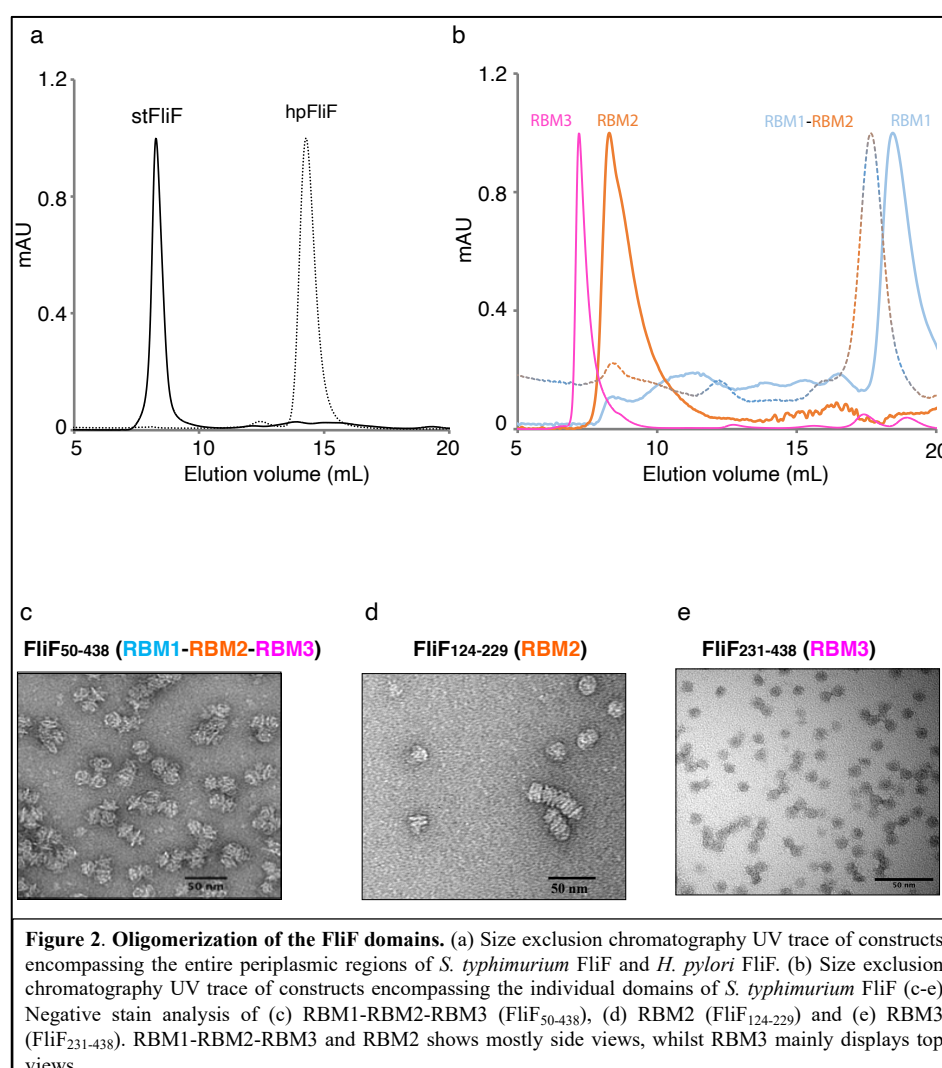 a
b
1.2
0.8
0.4
0
mAU
stFliF
hpFliF
5
10
15
20
Elution volume (mL)
1.2
0.8
0.4
0
mAU
RBM3
RBM2
RBM1-RBM2
RBM1
5
10
15
20
Elution volume (mL)
c
d
e
FliF50-438 (RBM1-RBM2-RBM3)
FliF124-229 (RBM2)
FliF231-438 (RBM3)
50 nm
50 nm
50 nm
Figure 2. Oligomerization of the FliF domains. (a) Size exclusion chromatography UV trace of constructs
encompassing the entire periplasmic regions of S. typhimurium FliF and H. pylori FliF. (b) Size exclusion
chromatography UV trace of constructs encompassing the individual domains of S. typhimurium FliF (c-e)
Negative stain analysis of (c) RBM1-RBM2-RBM3 (FliF50-438), (d) RBM2 (FliF124-229) and (e) RBM3
(FliF231-438). RBM1-RBM2-RBM3 and RBM2 shows mostly side views, whilst RBM3 mainly displays top
views